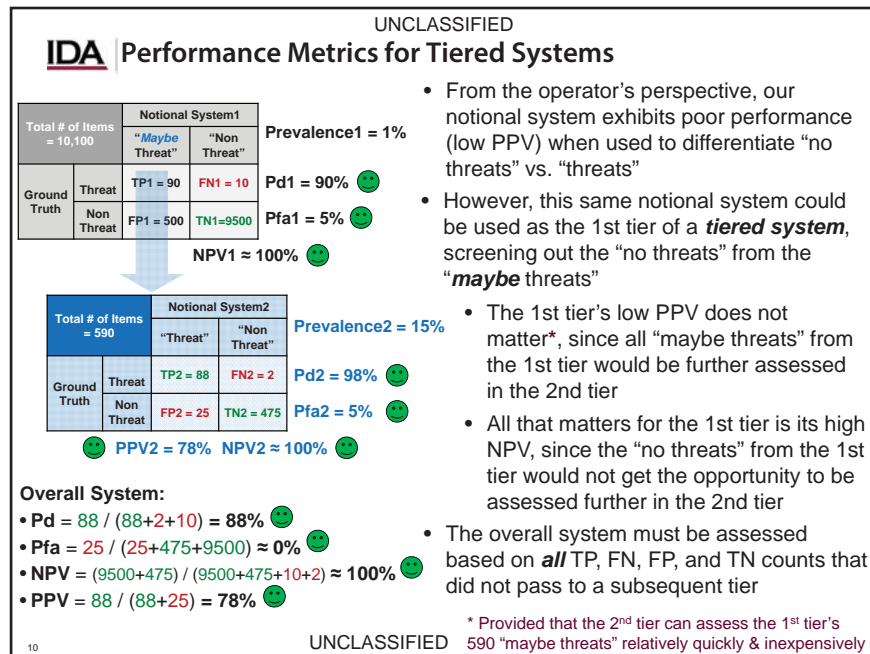 UNCLASSIFIED
IDA Performance Metrics for Tiered Systems
Total # of Items = 10,100
Notional System1
"Maybe Threat"
"Non Threat"
Prevalence1 = 1%
Ground Truth
Threat
TP1 = 90
FN1 = 10
Pd1 = 90%
Non Threat
FP1 = 500
TN1=9500
Pfa1 = 5%
NPV1 ≈ 100%
Total # of Items = 590
Notional System2
"Threat"
"Non Threat"
Prevalence2 = 15%
Ground Truth
Threat
TP2 = 88
FN2 = 2
Pd2 = 98%
Non Threat
FP2 = 25
TN2 = 475
Pfa2 = 5%
PPV2 = 78% NPV2 ≈ 100%
Overall System:
• Pd = 88 / (88+2+10) = 88%
• Pfa = 25 / (25+475+9500) ≈ 0%
• NPV = (9500+475) / (9500+475+10+2) ≈ 100%
• PPV = 88 / (88+25) = 78%
• From the operator's perspective, our
notional system exhibits poor performance
(low PPV) when used to differentiate "no
threats" vs. "threats"
• However, this same notional system could
be used as the 1st tier of a tiered system,
screening out the "no threats" from the
"maybe threats"
• The 1st tier's low PPV does not
matter*, since all "maybe threats" from
the 1st tier would be further assessed
in the 2nd tier
• All that matters for the 1st tier is its high
NPV, since the "no threats" from the 1st
tier would not get the opportunity to be
assessed further in the 2nd tier
• The overall system must be assessed
based on all TP, FN, FP, and TN counts that
did not pass to a subsequent tier
* Provided that the 2nd tier can assess the 1st tier's
590 "maybe threats" relatively quickly & inexpensively
10
UNCLASSIFIED